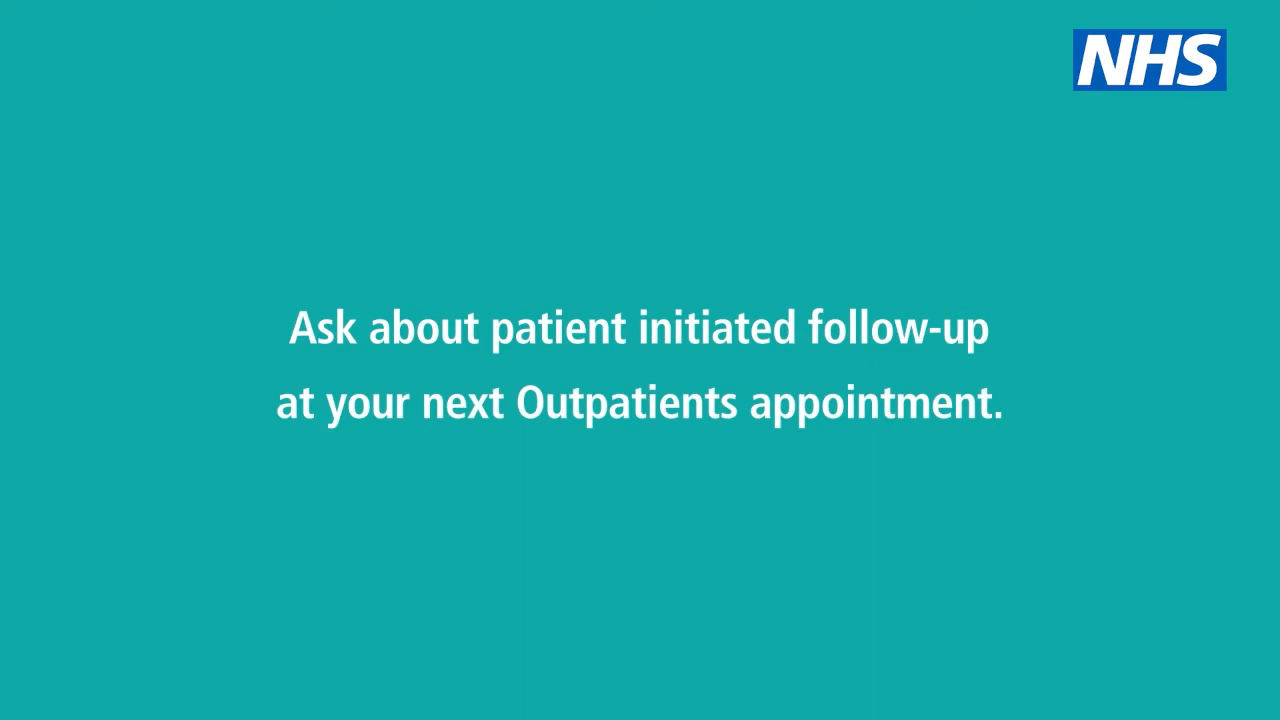 NHS
Ask about patient initiated follow-up
at your next Outpatients appointment.